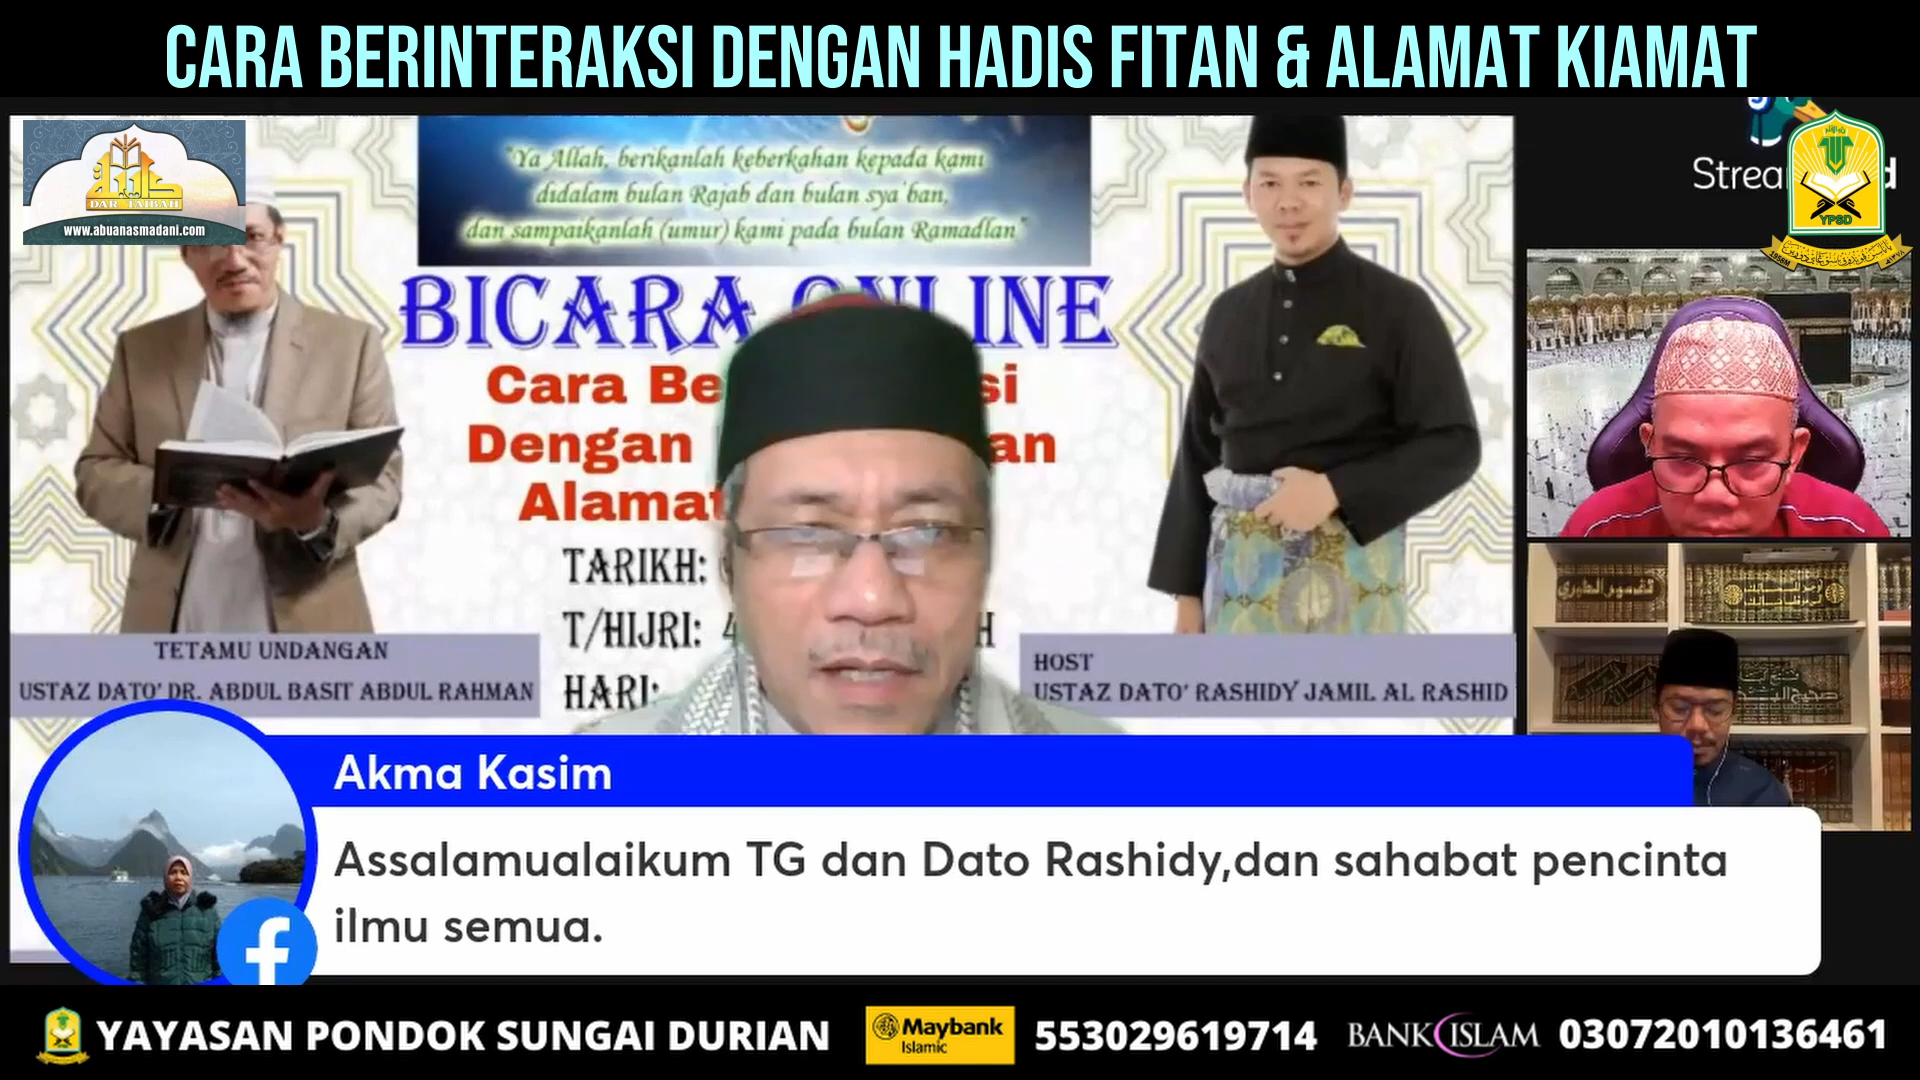 CARA BERINTERAKSI DENGAN HADIS FITAN & ALAMAT KIAMAT
DAR TAIBAH
www.abuanasmadani.com
"Ya Allah, berikanlah keberkahan kepada kami
didalam bulan Rajab dan bulan sya'ban,
dan sampaikanlah (umur) kami pada bulan Ramadlan"
BICARA ONLINE
Cara Be si
Dengan an
Alamat
TARIKH:
T/HIJRI: 4 H
HARI:
TETAMU UNDANGAN
USTAZ DATO' DR. ABDUL BASIT ABDUL RAHMAN
HOST
USTAZ DATO' RASHIDY JAMIL AL RASHID
Strea d
YPSD
1958M
Akma Kasim
Assalamualaikum TG dan Dato Rashidy,dan sahabat pencinta
ilmu semua.
YAYASAN PONDOK SUNGAI DURIAN
Maybank
Islamic
553029619714
BANK ISLAM
03072010136461